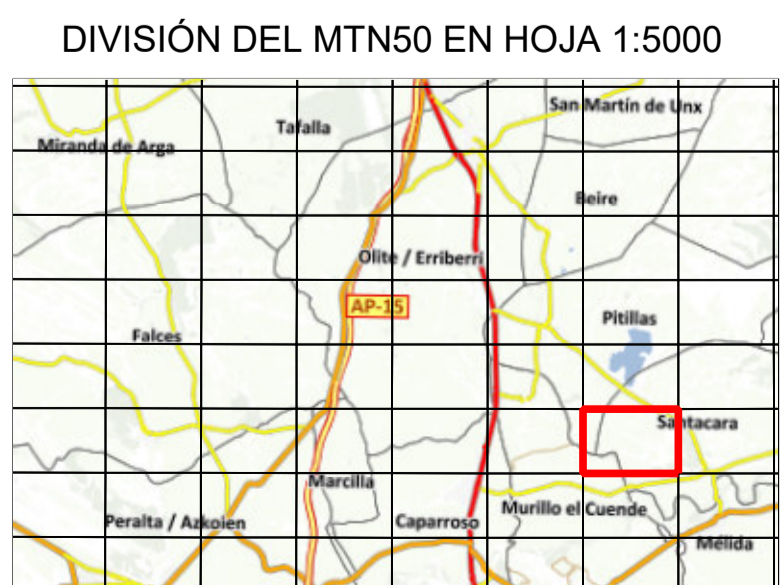 DIVISIÓN DEL MTN50 EN HOJA 1:5000
San Martín de Unx
Tafalla
Miranda de Arga
Beire
Olite / Erriberri
AP-15
Pitillas
Falces
Santacara
Marcilla
Murillo el Cuende
Peralta / Azkoien
Caparroso
Mélida